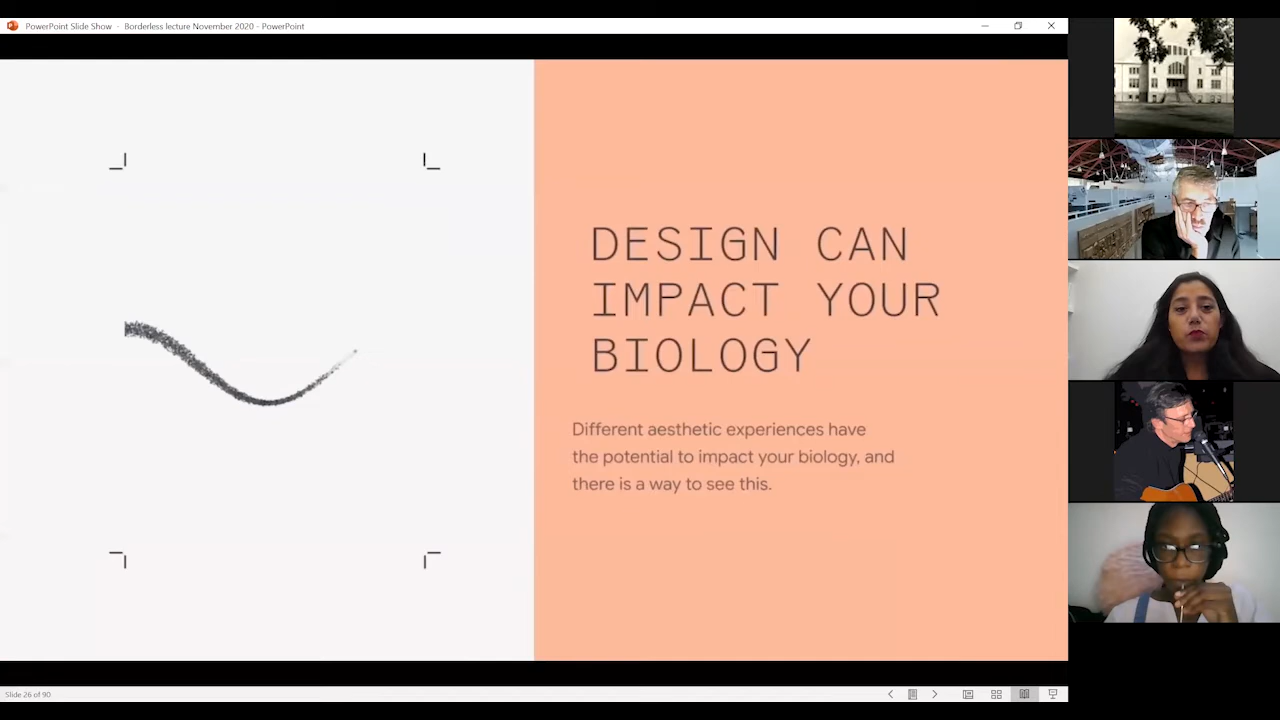 PowerPoint Slide Show - Borderless lecture November 2020 - PowerPoint
DESIGN CAN
IMPACT YOUR
BIOLOGY
Different aesthetic experiences have
the potential to impact your biology, and
there is a way to see this.
Slide 26 of 90